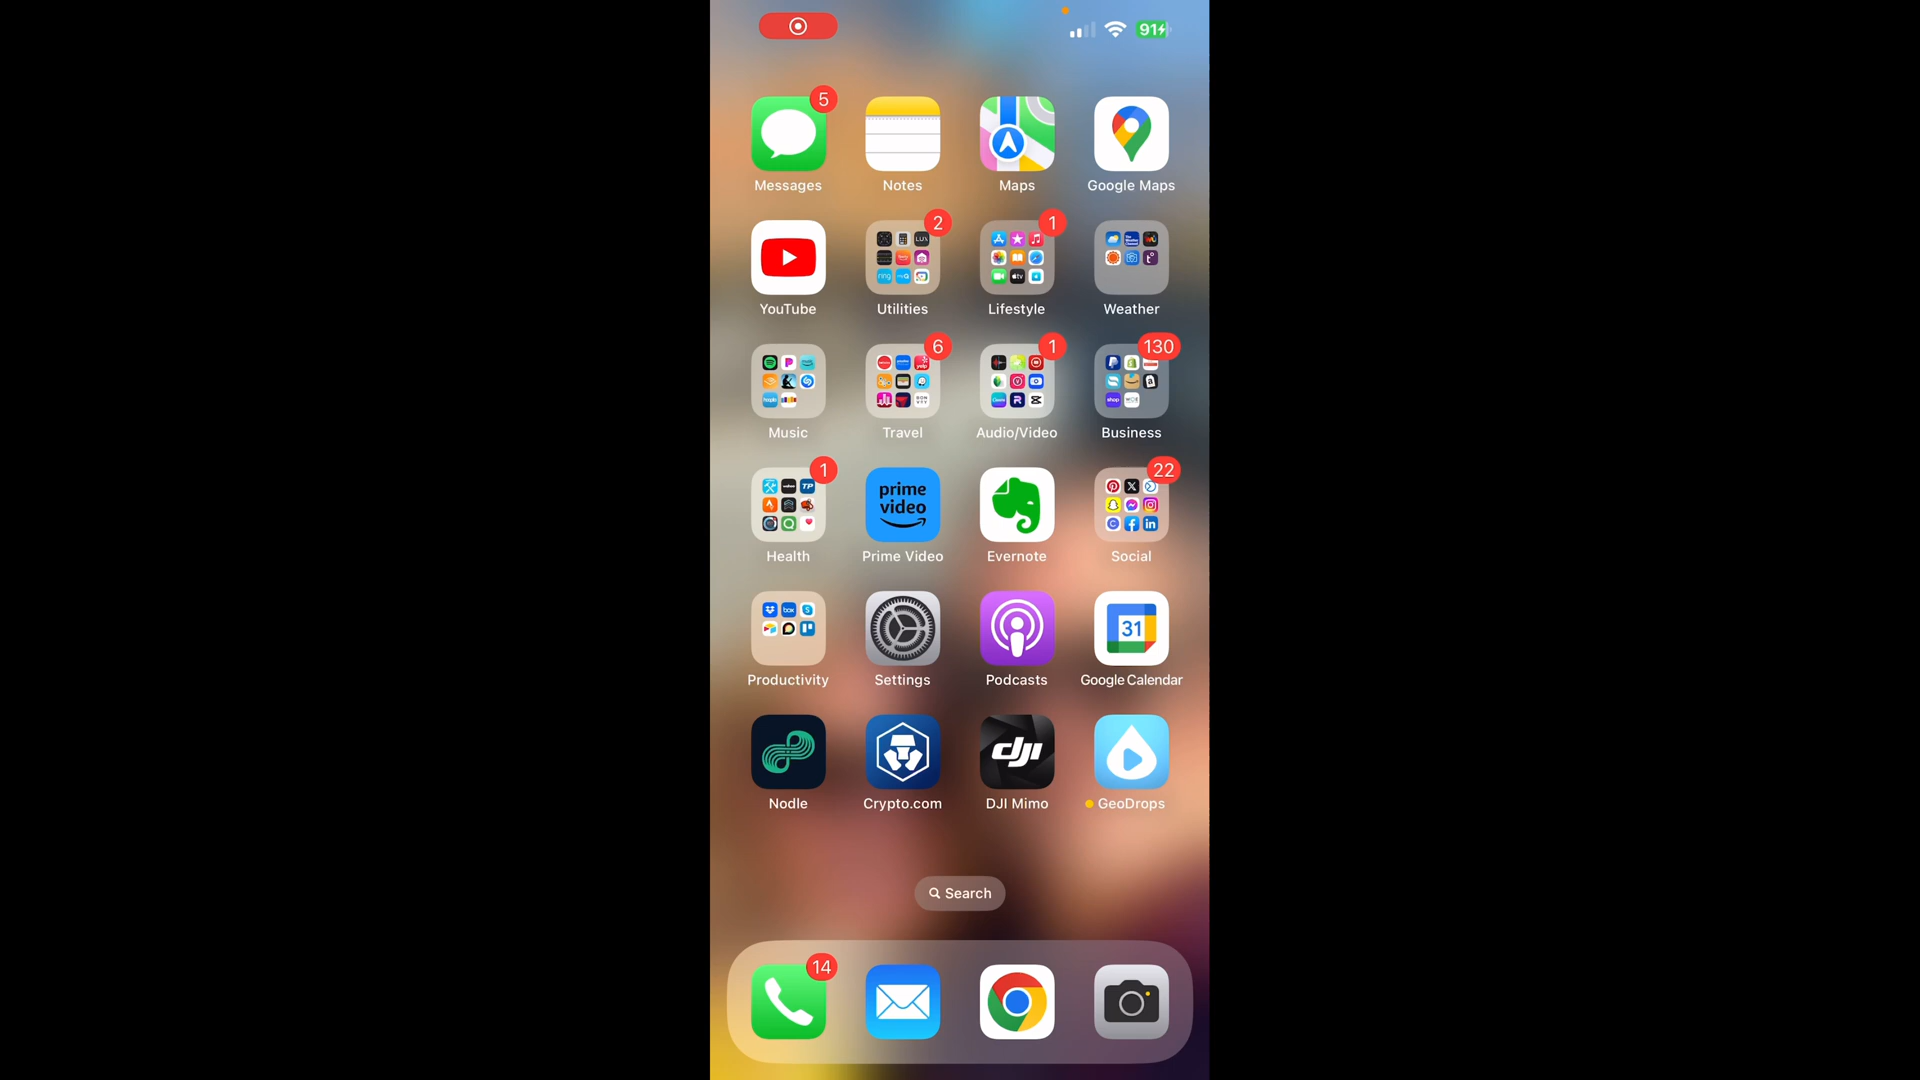 91
5
Messages
Notes
Maps
Google Maps
2
1
YouTube
Utilities
Lifestyle
Weather
6
1
130
Music
Travel
Audio/Video
Business
1
prime
video
22
Health
Prime Video
Evernote
Social
31
Productivity
Settings
Podcasts
Google Calendar
dji
Nodle
Crypto.com
DJI Mimo
GeoDrops
Search
14